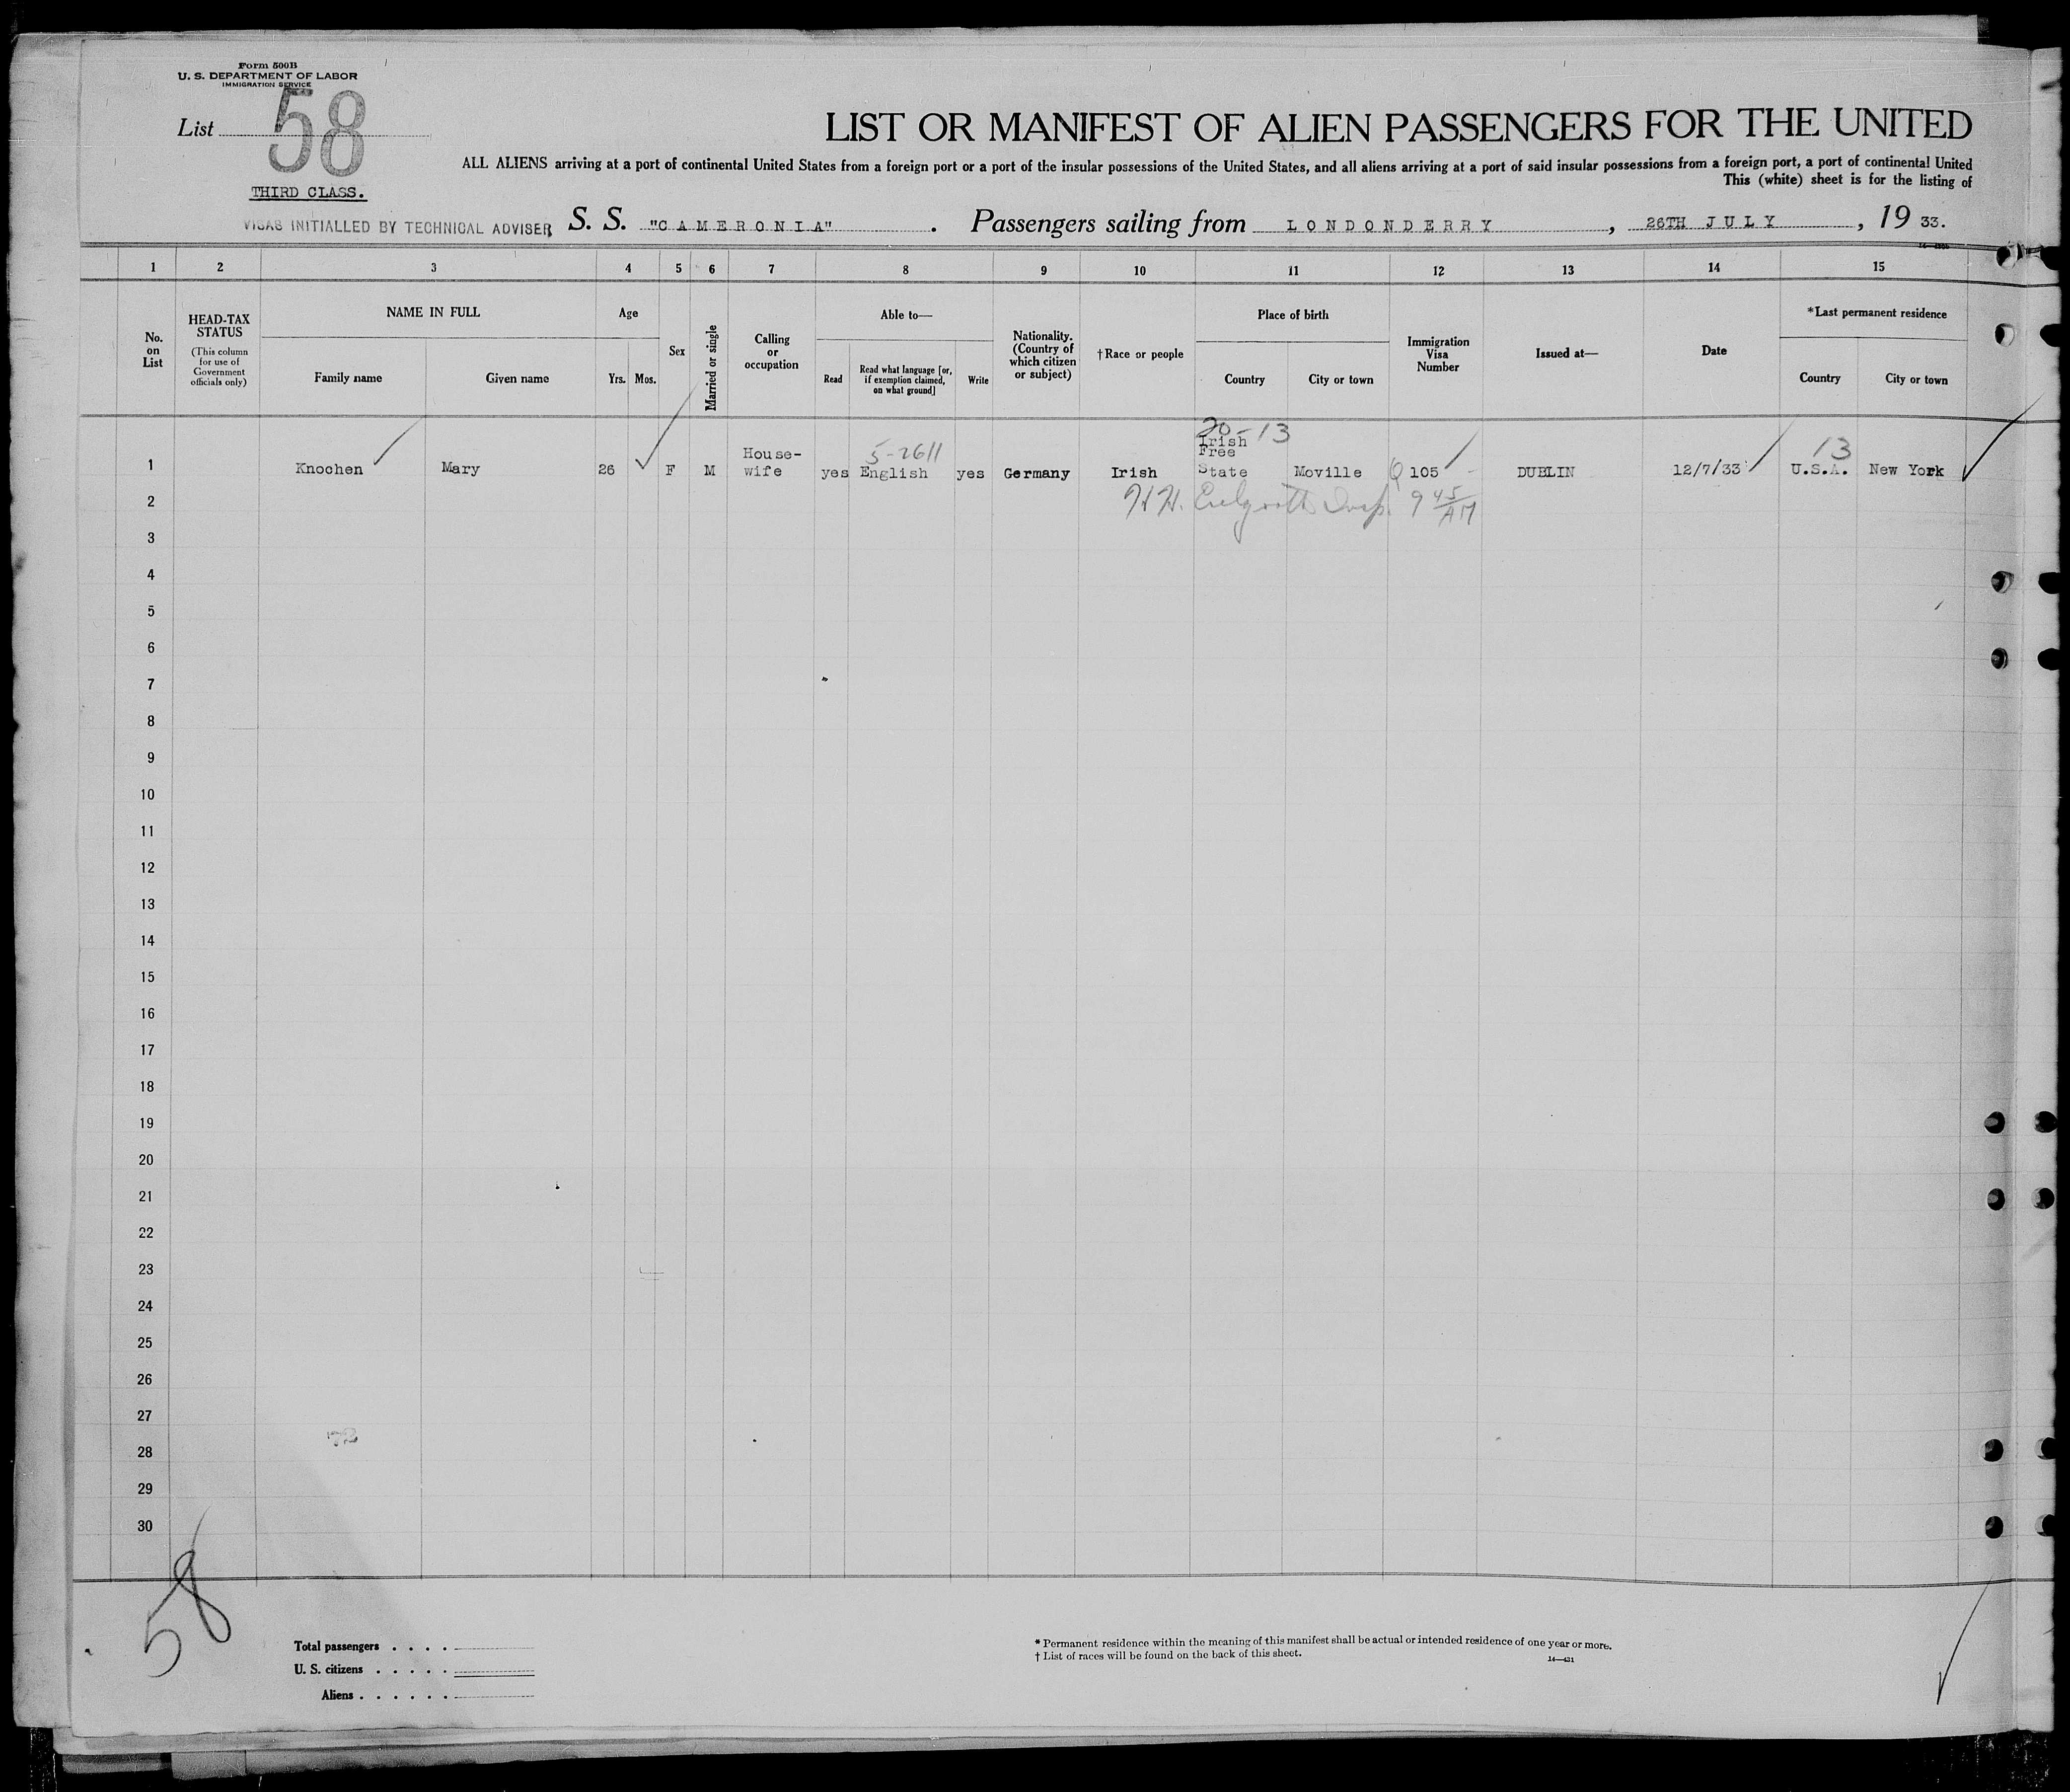 Form 500B
U. S. DEPARTMENT OF LABOR
IMMIGRATION SERVICE
List 58
THIRD CLASS.
LIST OR MANIFEST OF ALIEN PASSENGERS FOR THE UNITED
ALL ALIENS arriving at a port of continental United States from a foreign port or a port of the insular possessions of the United States, and all aliens arriving at a port of said insular possessions from a foreign port, a port of continental United
This (white) sheet is for the listing of
VISAS INITIALLED BY TECHNICAL ADVISER S. S. "CAMERONIA". Passengers sailing from LONDONDERRY, 26TH JULY, 19 33.
1 2 3 4 5 6 7 8 9 10 11 12 13 14 15
No. on List
HEAD-TAX STATUS
(This column for use of Government officials only)
NAME IN FULL
Family name Given name
Age
Yrs. Mos.
Sex
Married or single
Calling or occupation
Able to—
Read
Read what language [or, if exemption claimed, on what ground]
Write
Nationality. (Country of which citizen or subject)
†Race or people
Place of birth
Country City or town
Immigration Visa Number
Issued at—
Date
*Last permanent residence
Country City or town
20-13
5-2611
13
1 Knochen Mary 26 F M House-wife yes English yes Germany Irish Irish Free State Moville Q 105 DUBLIN 12/7/33 U.S.A. New York
2 H.H. Insp. 9 45 AM
3
4
5
6
7
8
9
10
11
12
13
14
15
16
17
18
19
20
21
22
23
24
25
26
27
28
29
30
58
Total passengers . . . .
U. S. citizens . . . . .
Aliens . . . . . .
* Permanent residence within the meaning of this manifest shall be actual or intended residence of one year or more.
† List of races will be found on the back of this sheet.
14—431